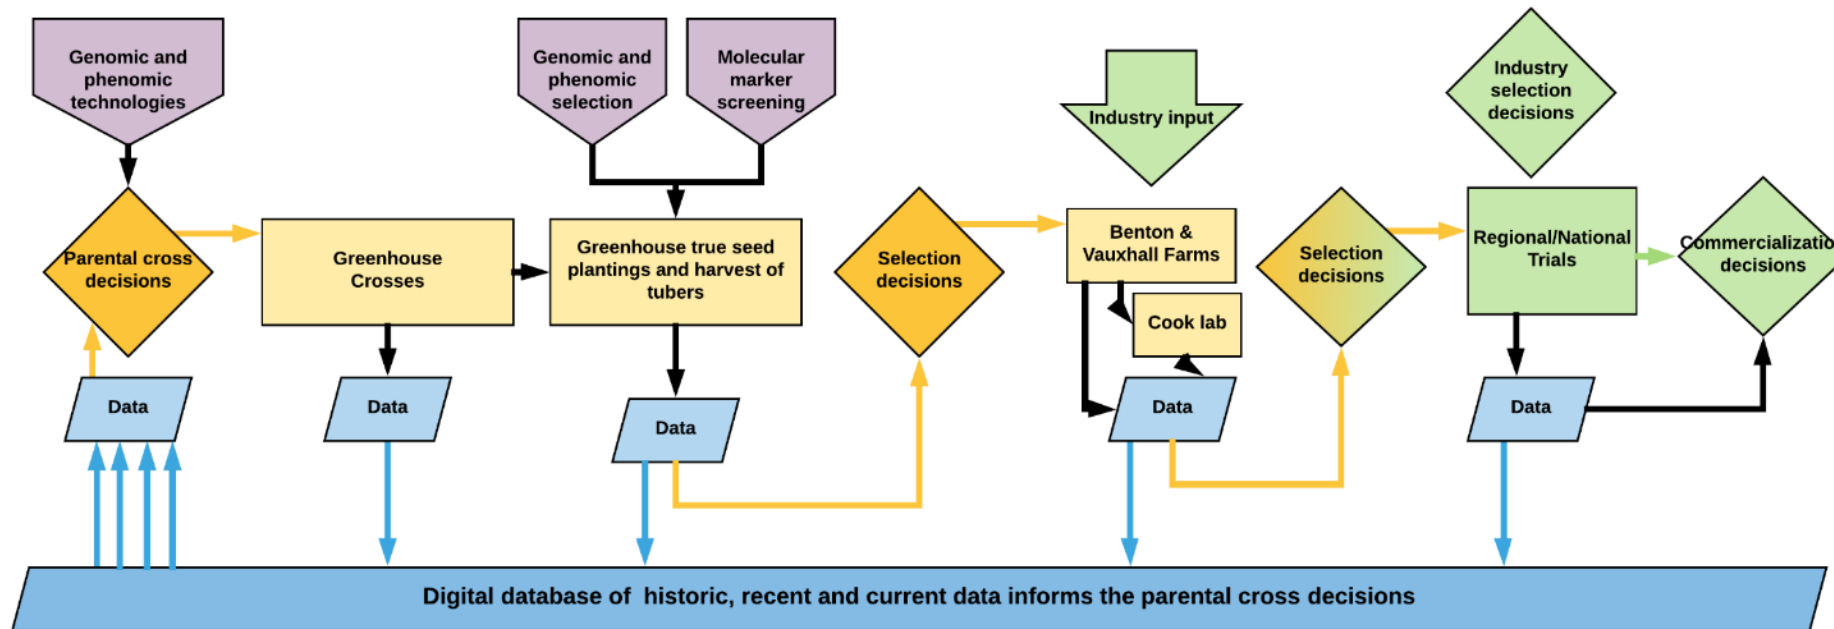 Genomic and
phenomic
technologies
Genomic and
phenomic
selection
Molecular
marker
screening
Industry input
Industry
selection
decisions
Parental cross
decisions
Greenhouse
Crosses
Greenhouse true seed
plantings and harvest of
tubers
Selection
decisions
Benton &
Vauxhall Farms
Cook lab
Selection
decisions
Regional/National
Trials
Commercializatio
decisions
Data
Data
Data
Data
Data
Digital database of historic, recent and current data informs the parental cross decisions